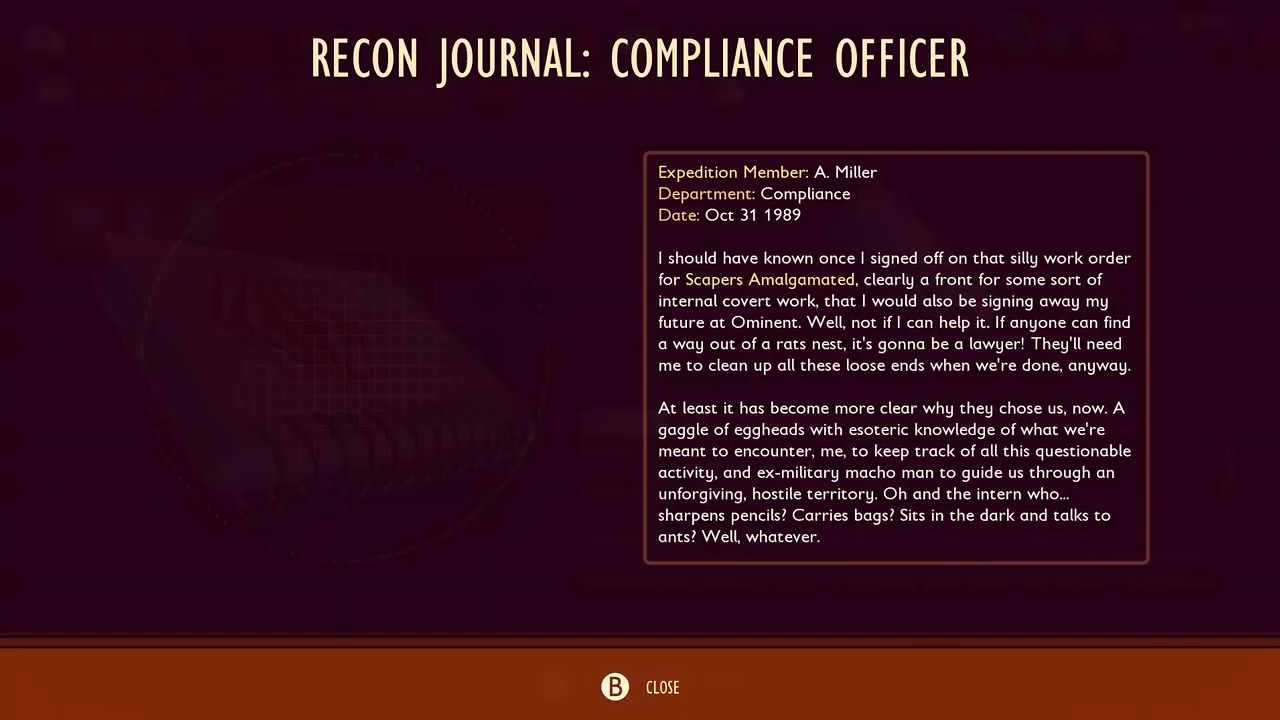 RECON JOURNAL: COMPLIANCE OFFICER
Expedition Member: A. Miller
Department: Compliance
Date: Oct 31 1989
I should have known once I signed off on that silly work order
for Scapers Amalgamated, clearly a front for some sort of
internal covert work, that I would also be signing away my
future at Ominent. Well, not if I can help it. If anyone can find
a way out of a rats nest, it's gonna be a lawyer! They'll need
me to clean up all these loose ends when we're done, anyway.
At least it has become more clear why they chose us, now. A
gaggle of eggheads with esoteric knowledge of what we're
meant to encounter, me, to keep track of all this questionable
activity, and ex-military macho man to guide us through an
unforgiving, hostile territory. Oh and the intern who...
sharpens pencils? Carries bags? Sits in the dark and talks to
ants? Well, whatever.
B CLOSE